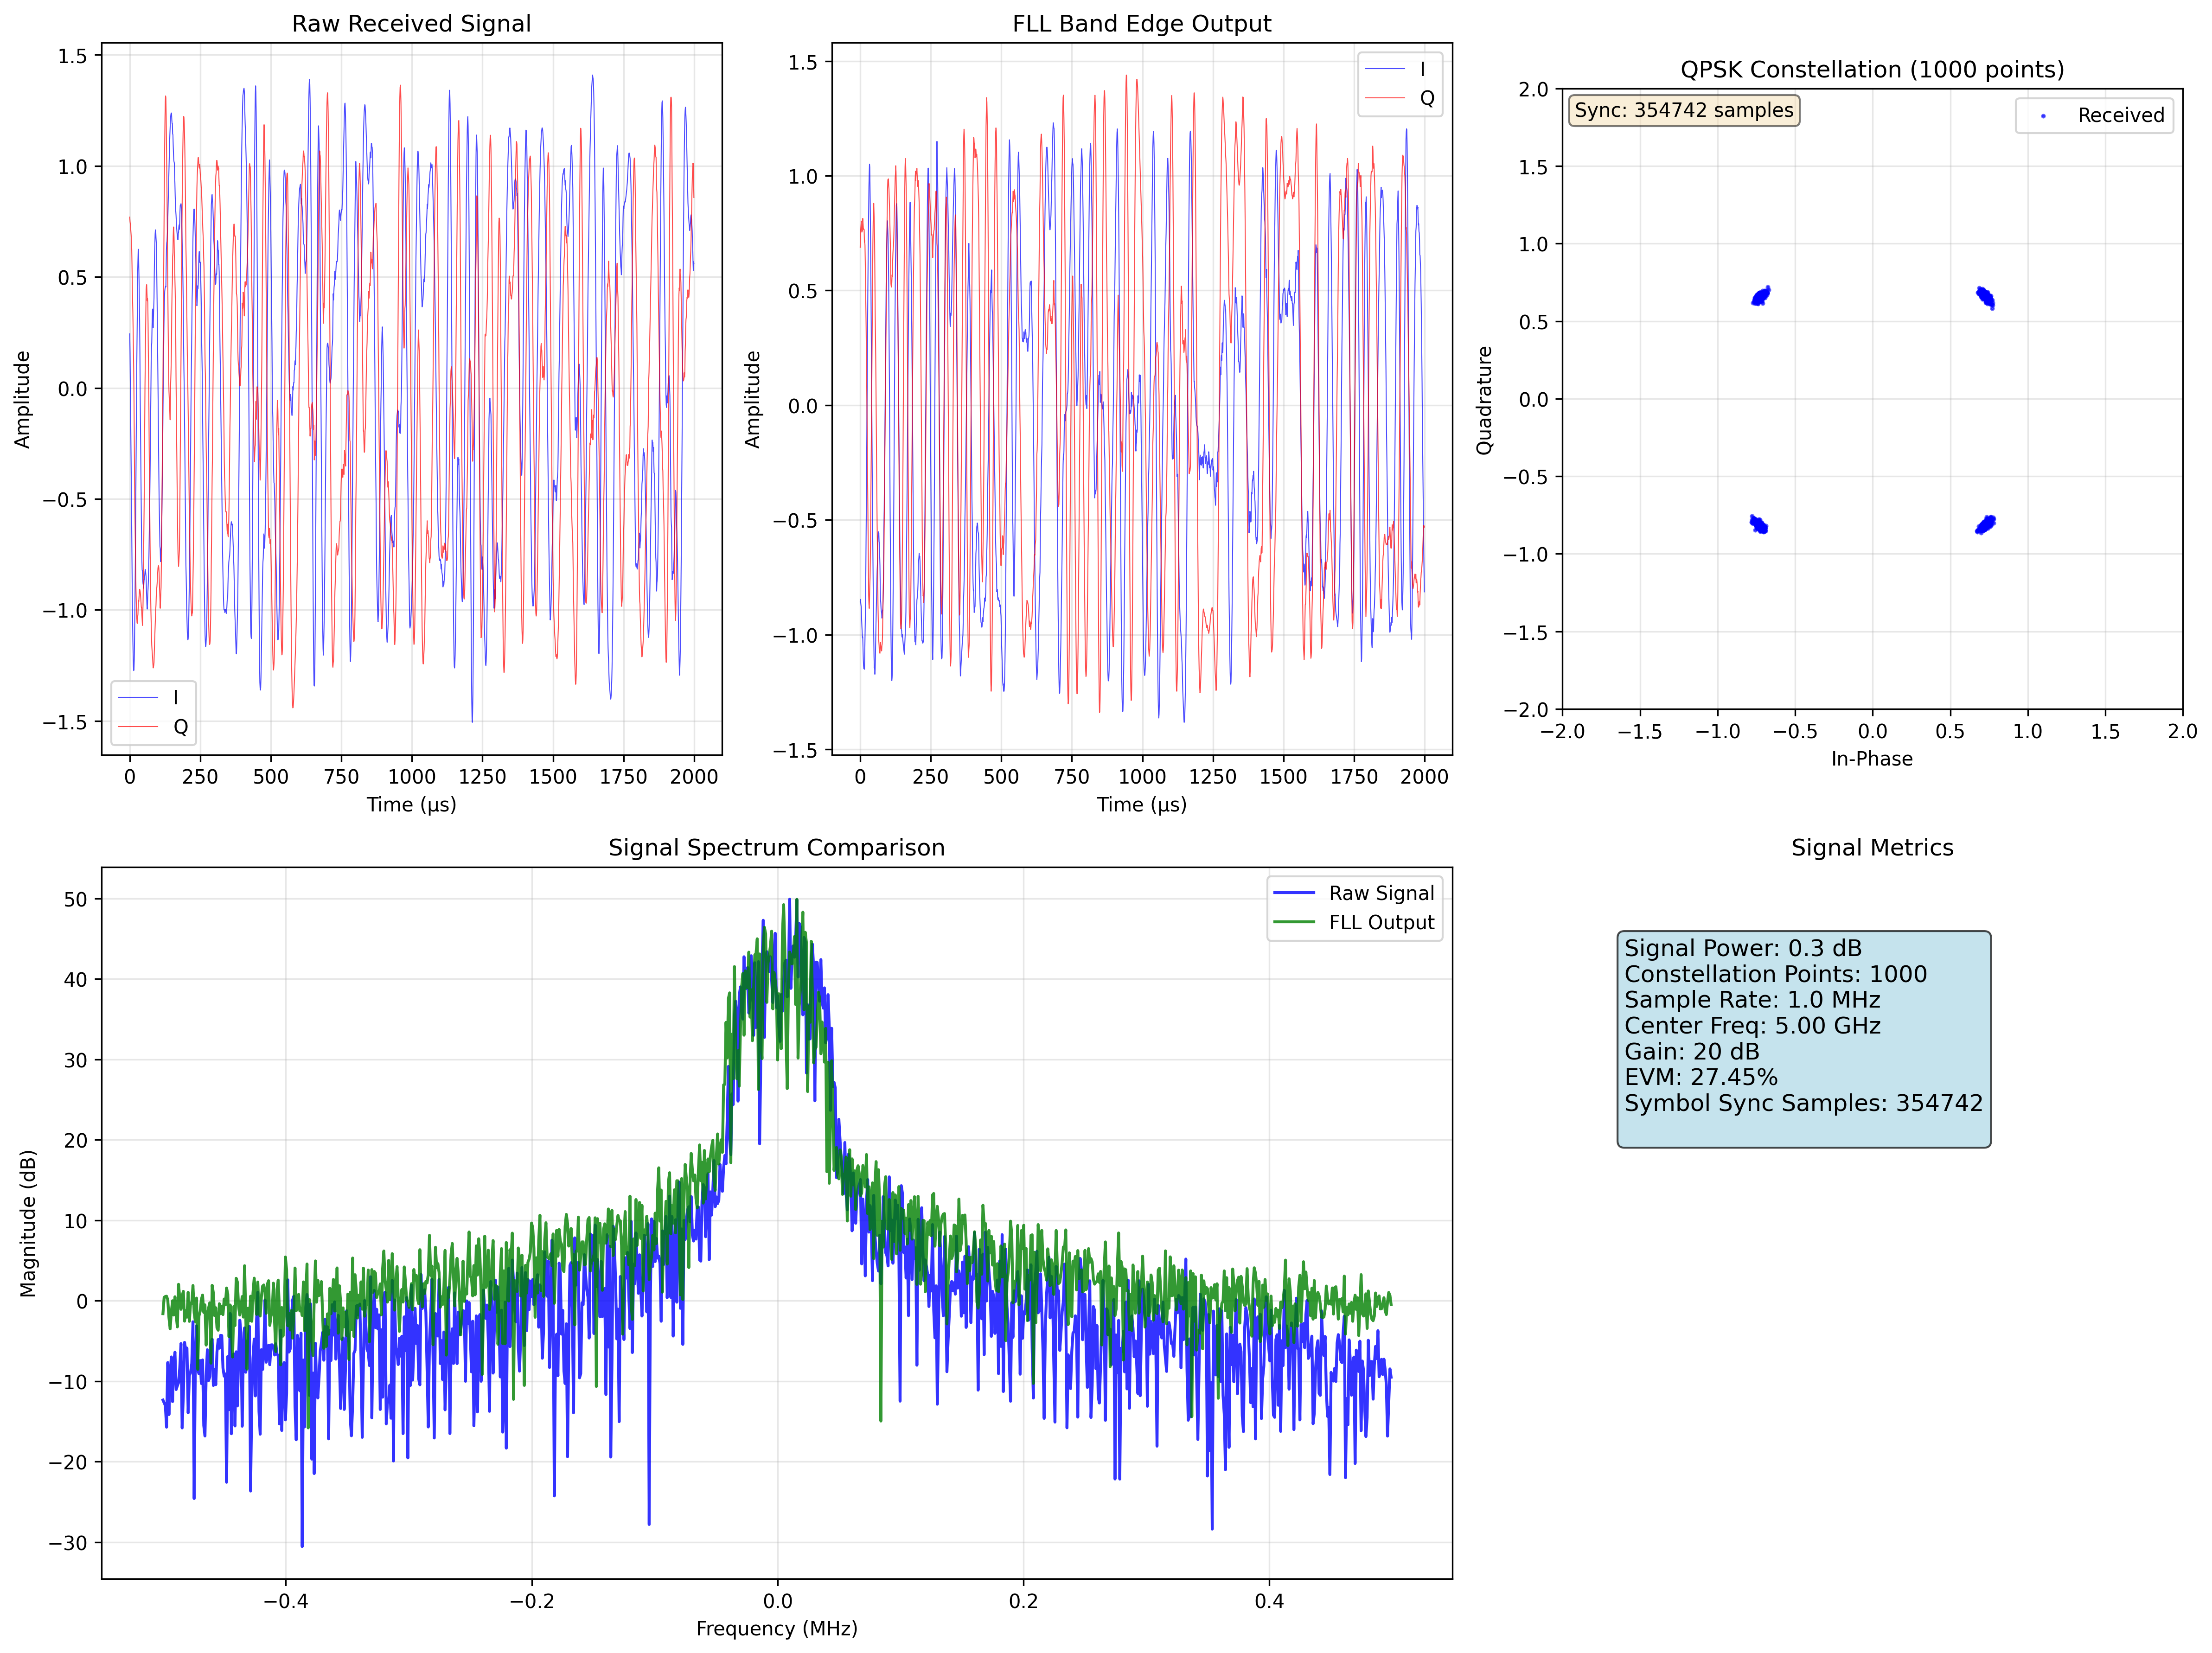 Raw Received Signal
1.5
1.0
0.5
0.0
−0.5
−1.0
−1.5
Amplitude
I
Q
0 250 500 750 1000 1250 1500 1750 2000
Time (μs)
FLL Band Edge Output
1.5
1.0
0.5
0.0
−0.5
−1.0
−1.5
Amplitude
I
Q
0 250 500 750 1000 1250 1500 1750 2000
Time (μs)
QPSK Constellation (1000 points)
Sync: 354742 samples
Received
2.0
1.5
1.0
0.5
0.0
−0.5
−1.0
−1.5
−2.0
Quadrature
−2.0 −1.5 −1.0 −0.5 0.0 0.5 1.0 1.5 2.0
In-Phase
Signal Spectrum Comparison
Raw Signal
FLL Output
50
40
30
20
10
0
−10
−20
−30
Magnitude (dB)
−0.4 −0.2 0.0 0.2 0.4
Frequency (MHz)
Signal Metrics
Signal Power: 0.3 dB
Constellation Points: 1000
Sample Rate: 1.0 MHz
Center Freq: 5.00 GHz
Gain: 20 dB
EVM: 27.45%
Symbol Sync Samples: 354742